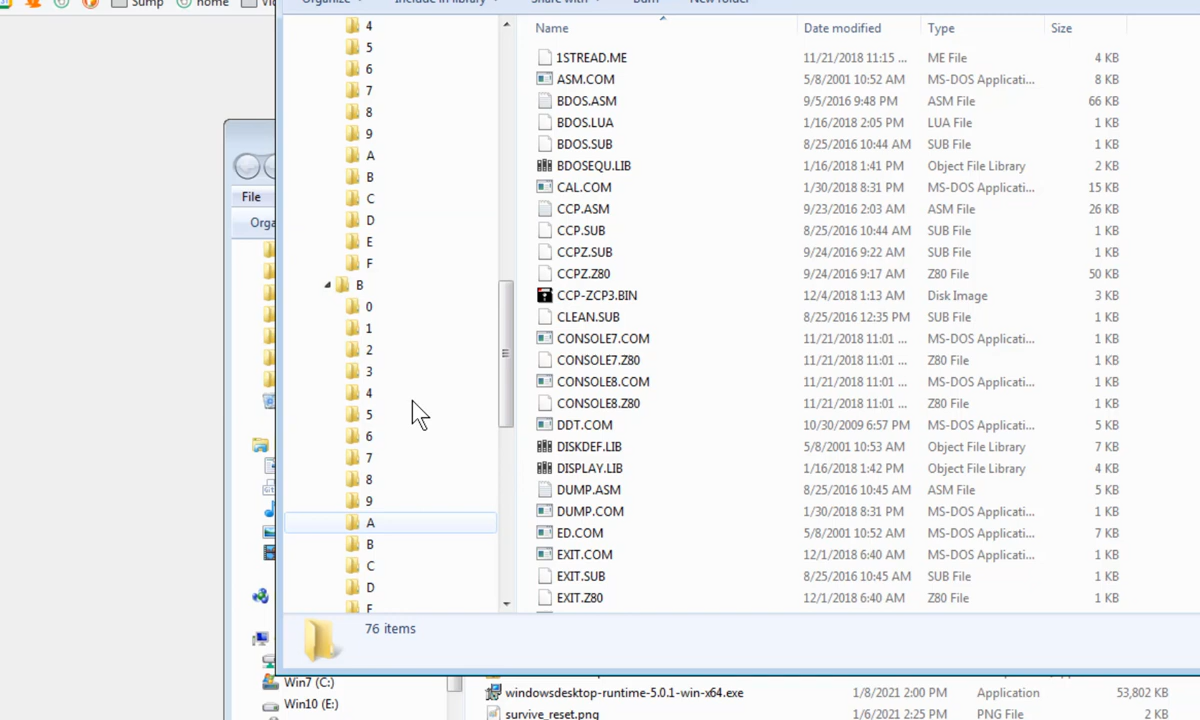 Sump home
Organize Include in library Share with Burn New folder
Name Date modified Type Size
4
5
6
7
8
9
A
B
C
D
E
F
B
0
1
2
3
4
5
6
7
8
9
A
B
C
D
1STREAD.ME 11/21/2018 11:15 ... ME File 4 KB
ASM.COM 5/8/2001 10:52 AM MS-DOS Applicati... 8 KB
BDOS.ASM 9/5/2016 9:48 PM ASM File 66 KB
BDOS.LUA 1/16/2018 2:05 PM LUA File 1 KB
BDOS.SUB 8/25/2016 10:44 AM SUB File 1 KB
BDOSEQU.LIB 1/16/2018 1:41 PM Object File Library 2 KB
CAL.COM 1/30/2018 8:31 PM MS-DOS Applicati... 15 KB
CCP.ASM 9/23/2016 2:03 AM ASM File 26 KB
CCP.SUB 8/25/2016 10:44 AM SUB File 1 KB
CCPZ.SUB 9/24/2016 9:22 AM SUB File 1 KB
CCPZ.Z80 9/24/2016 9:17 AM Z80 File 50 KB
CCP-ZCP3.BIN 12/4/2018 1:13 AM Disk Image 3 KB
CLEAN.SUB 8/25/2016 12:35 PM SUB File 1 KB
CONSOLE7.COM 11/21/2018 11:01 ... MS-DOS Applicati... 1 KB
CONSOLE7.Z80 11/21/2018 11:01 ... Z80 File 1 KB
CONSOLE8.COM 11/21/2018 11:01 ... MS-DOS Applicati... 1 KB
CONSOLE8.Z80 11/21/2018 11:01 ... Z80 File 1 KB
DDT.COM 10/30/2009 6:57 PM MS-DOS Applicati... 5 KB
DISKDEF.LIB 5/8/2001 10:53 AM Object File Library 7 KB
DISPLAY.LIB 1/16/2018 1:42 PM Object File Library 4 KB
DUMP.ASM 8/25/2016 10:45 AM ASM File 5 KB
DUMP.COM 1/30/2018 8:31 PM MS-DOS Applicati... 1 KB
ED.COM 5/8/2001 10:52 AM MS-DOS Applicati... 7 KB
EXIT.COM 12/1/2018 6:40 AM MS-DOS Applicati... 1 KB
EXIT.SUB 8/25/2016 10:45 AM SUB File 1 KB
EXIT.Z80 12/1/2018 6:40 AM Z80 File 1 KB
76 items
File
Orga
Win7 (C:)
Win10 (E:)
windowsdesktop-runtime-5.0.1-win-x64.exe 1/8/2021 2:00 PM Application 53,802 KB
survive_reset.png 1/6/2021 2:25 PM PNG File 2 KB